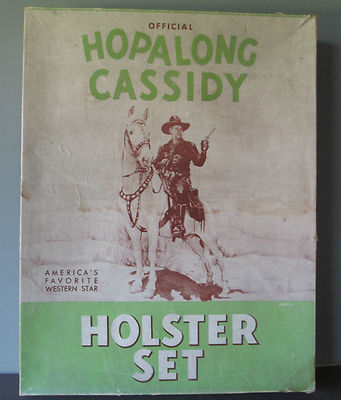 OFFICIAL
HOPALONG
CASSIDY
AMERICA'S
FAVORITE
WESTERN STAR
HOLSTER
SET